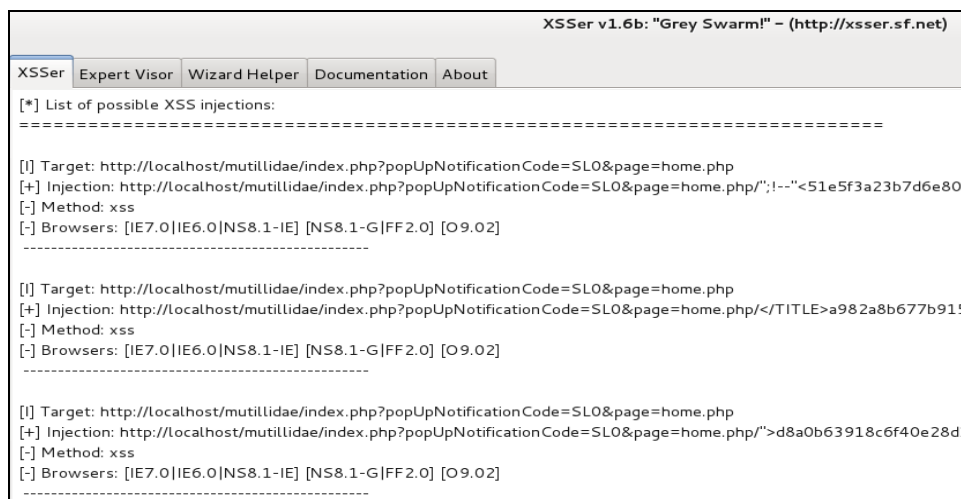 XSSer v1.6b: "Grey Swarm!" – (http://xsser.sf.net)
XSSer Expert Visor Wizard Helper Documentation About
[*] List of possible XSS injections:
===========================================================================
[I] Target: http://localhost/mutillidae/index.php?popUpNotificationCode=SL0&page=home.php
[+] Injection: http://localhost/mutillidae/index.php?popUpNotificationCode=SL0&page=home.php/";!--"<51e5f3a23b7d6e80
[-] Method: xss
[-] Browsers: [IE7.0|IE6.0|NS8.1-IE] [NS8.1-G|FF2.0] [O9.02]
--------------------------------------------------
[I] Target: http://localhost/mutillidae/index.php?popUpNotificationCode=SL0&page=home.php
[+] Injection: http://localhost/mutillidae/index.php?popUpNotificationCode=SL0&page=home.php/</TITLE>a982a8b677b915
[-] Method: xss
[-] Browsers: [IE7.0|IE6.0|NS8.1-IE] [NS8.1-G|FF2.0] [O9.02]
--------------------------------------------------
[I] Target: http://localhost/mutillidae/index.php?popUpNotificationCode=SL0&page=home.php
[+] Injection: http://localhost/mutillidae/index.php?popUpNotificationCode=SL0&page=home.php/">d8a0b63918c6f40e28d
[-] Method: xss
[-] Browsers: [IE7.0|IE6.0|NS8.1-IE] [NS8.1-G|FF2.0] [O9.02]
--------------------------------------------------